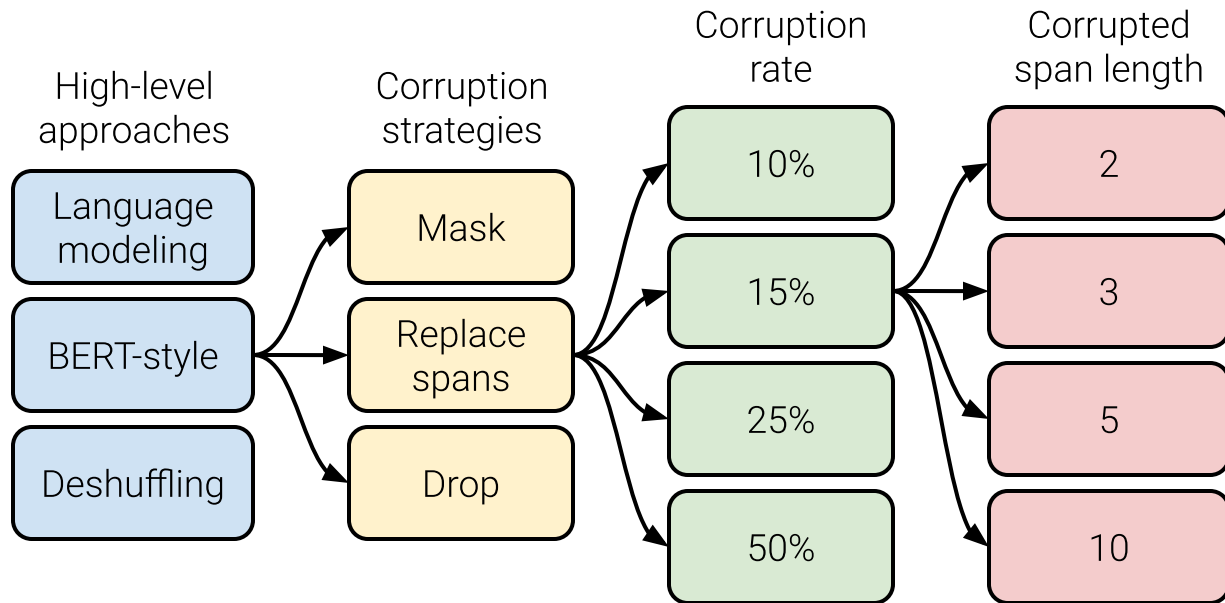 High-level
approaches
Language
modeling
BERT-style
Deshuffling
Corruption
strategies
Mask
Replace
spans
Drop
Corruption
rate
10%
15%
25%
50%
Corrupted
span length
2
3
5
10